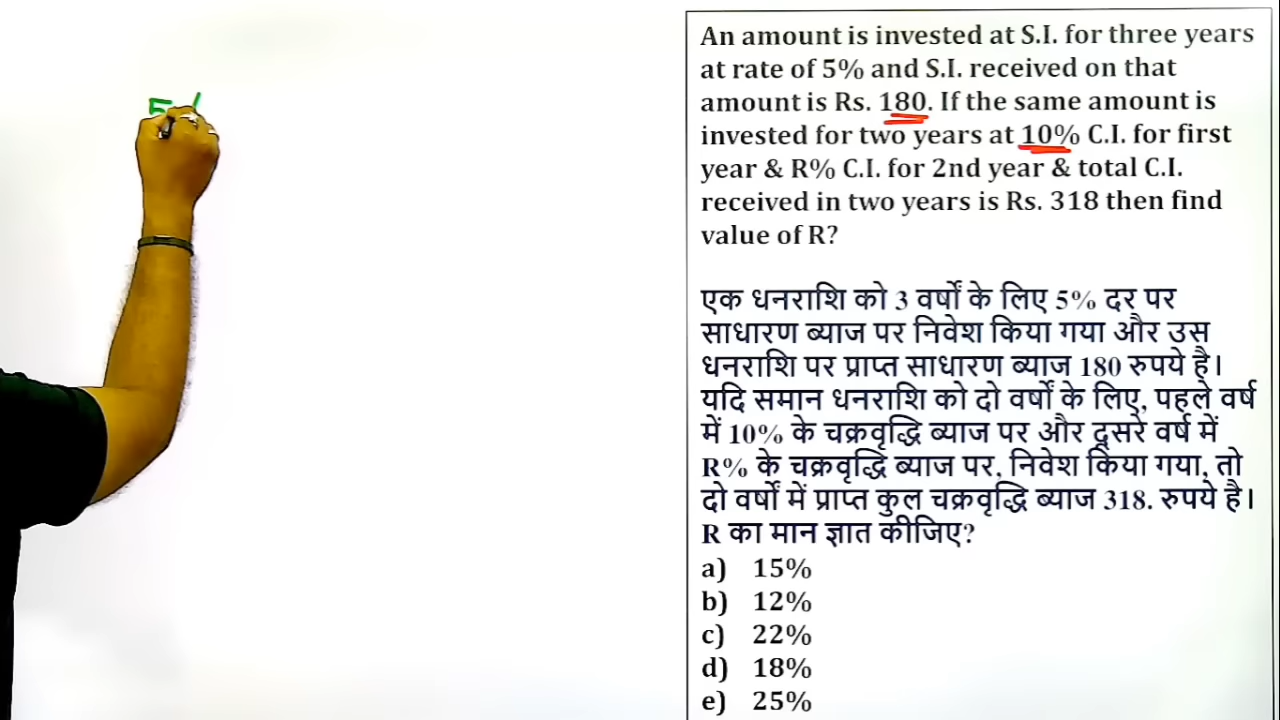 5
An amount is invested at S.I. for three years
at rate of 5% and S.I. received on that
amount is Rs. 180. If the same amount is
invested for two years at 10% C.I. for first
year & R% C.I. for 2nd year & total C.I.
received in two years is Rs. 318 then find
value of R?
एक धनराशि को 3 वर्षों के लिए 5% दर पर
साधारण ब्याज पर निवेश किया गया और उस
धनराशि पर प्राप्त साधारण ब्याज 180 रुपये है।
यदि समान धनराशि को दो वर्षों के लिए, पहले वर्ष
में 10% के चक्रवृद्धि ब्याज पर और दूसरे वर्ष में
R% के चक्रवृद्धि ब्याज पर, निवेश किया गया, तो
दो वर्षों में प्राप्त कुल चक्रवृद्धि ब्याज 318. रुपये है।
R का मान ज्ञात कीजिए?
a) 15%
b) 12%
c) 22%
d) 18%
e) 25%